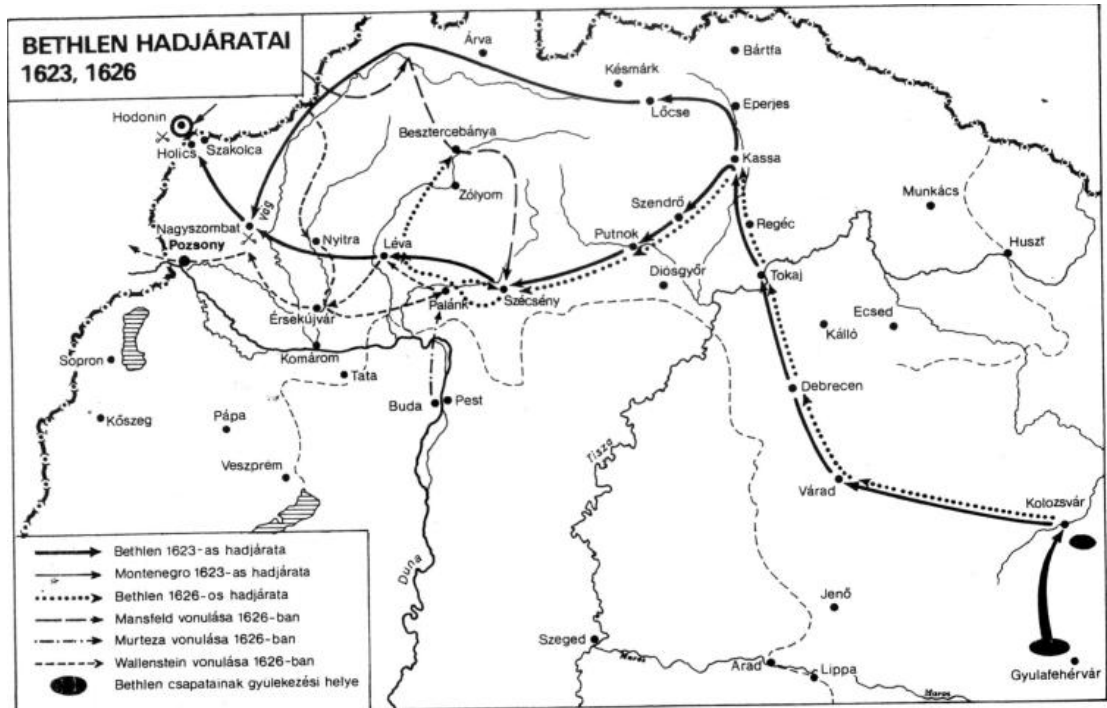 BETHLEN HADJÁRATAI
1623, 1626
Árva
Bártfa
Késmárk
Lőcse
Eperjes
Hodonin
Holics
Szakolca
Besztercebánya
Kassa
Zólyom
Munkács
Szendrő
Regéc
Vág
Nagyszombat
Pozsony
Nyitra
Léva
Putnok
Huszt
Diósgyőr
Tokaj
Palánk
Szécsény
Érsekújvár
Ecsed
Kálló
Komárom
Sopron
Tata
Debrecen
Buda
Pest
Kőszeg
Pápa
Tisza
Veszprém
Várad
Kolozsvár
Duna
Jenő
Szeged
Maros
Arad
Lippa
Gyulafehérvár
Maros
Bethlen 1623-as hadjárata
Montenegro 1623-as hadjárata
Bethlen 1626-os hadjárata
Mansfeld vonulása 1626-ban
Murteza vonulása 1626-ban
Wallenstein vonulása 1626-ban
Bethlen csapatainak gyülekezési helye